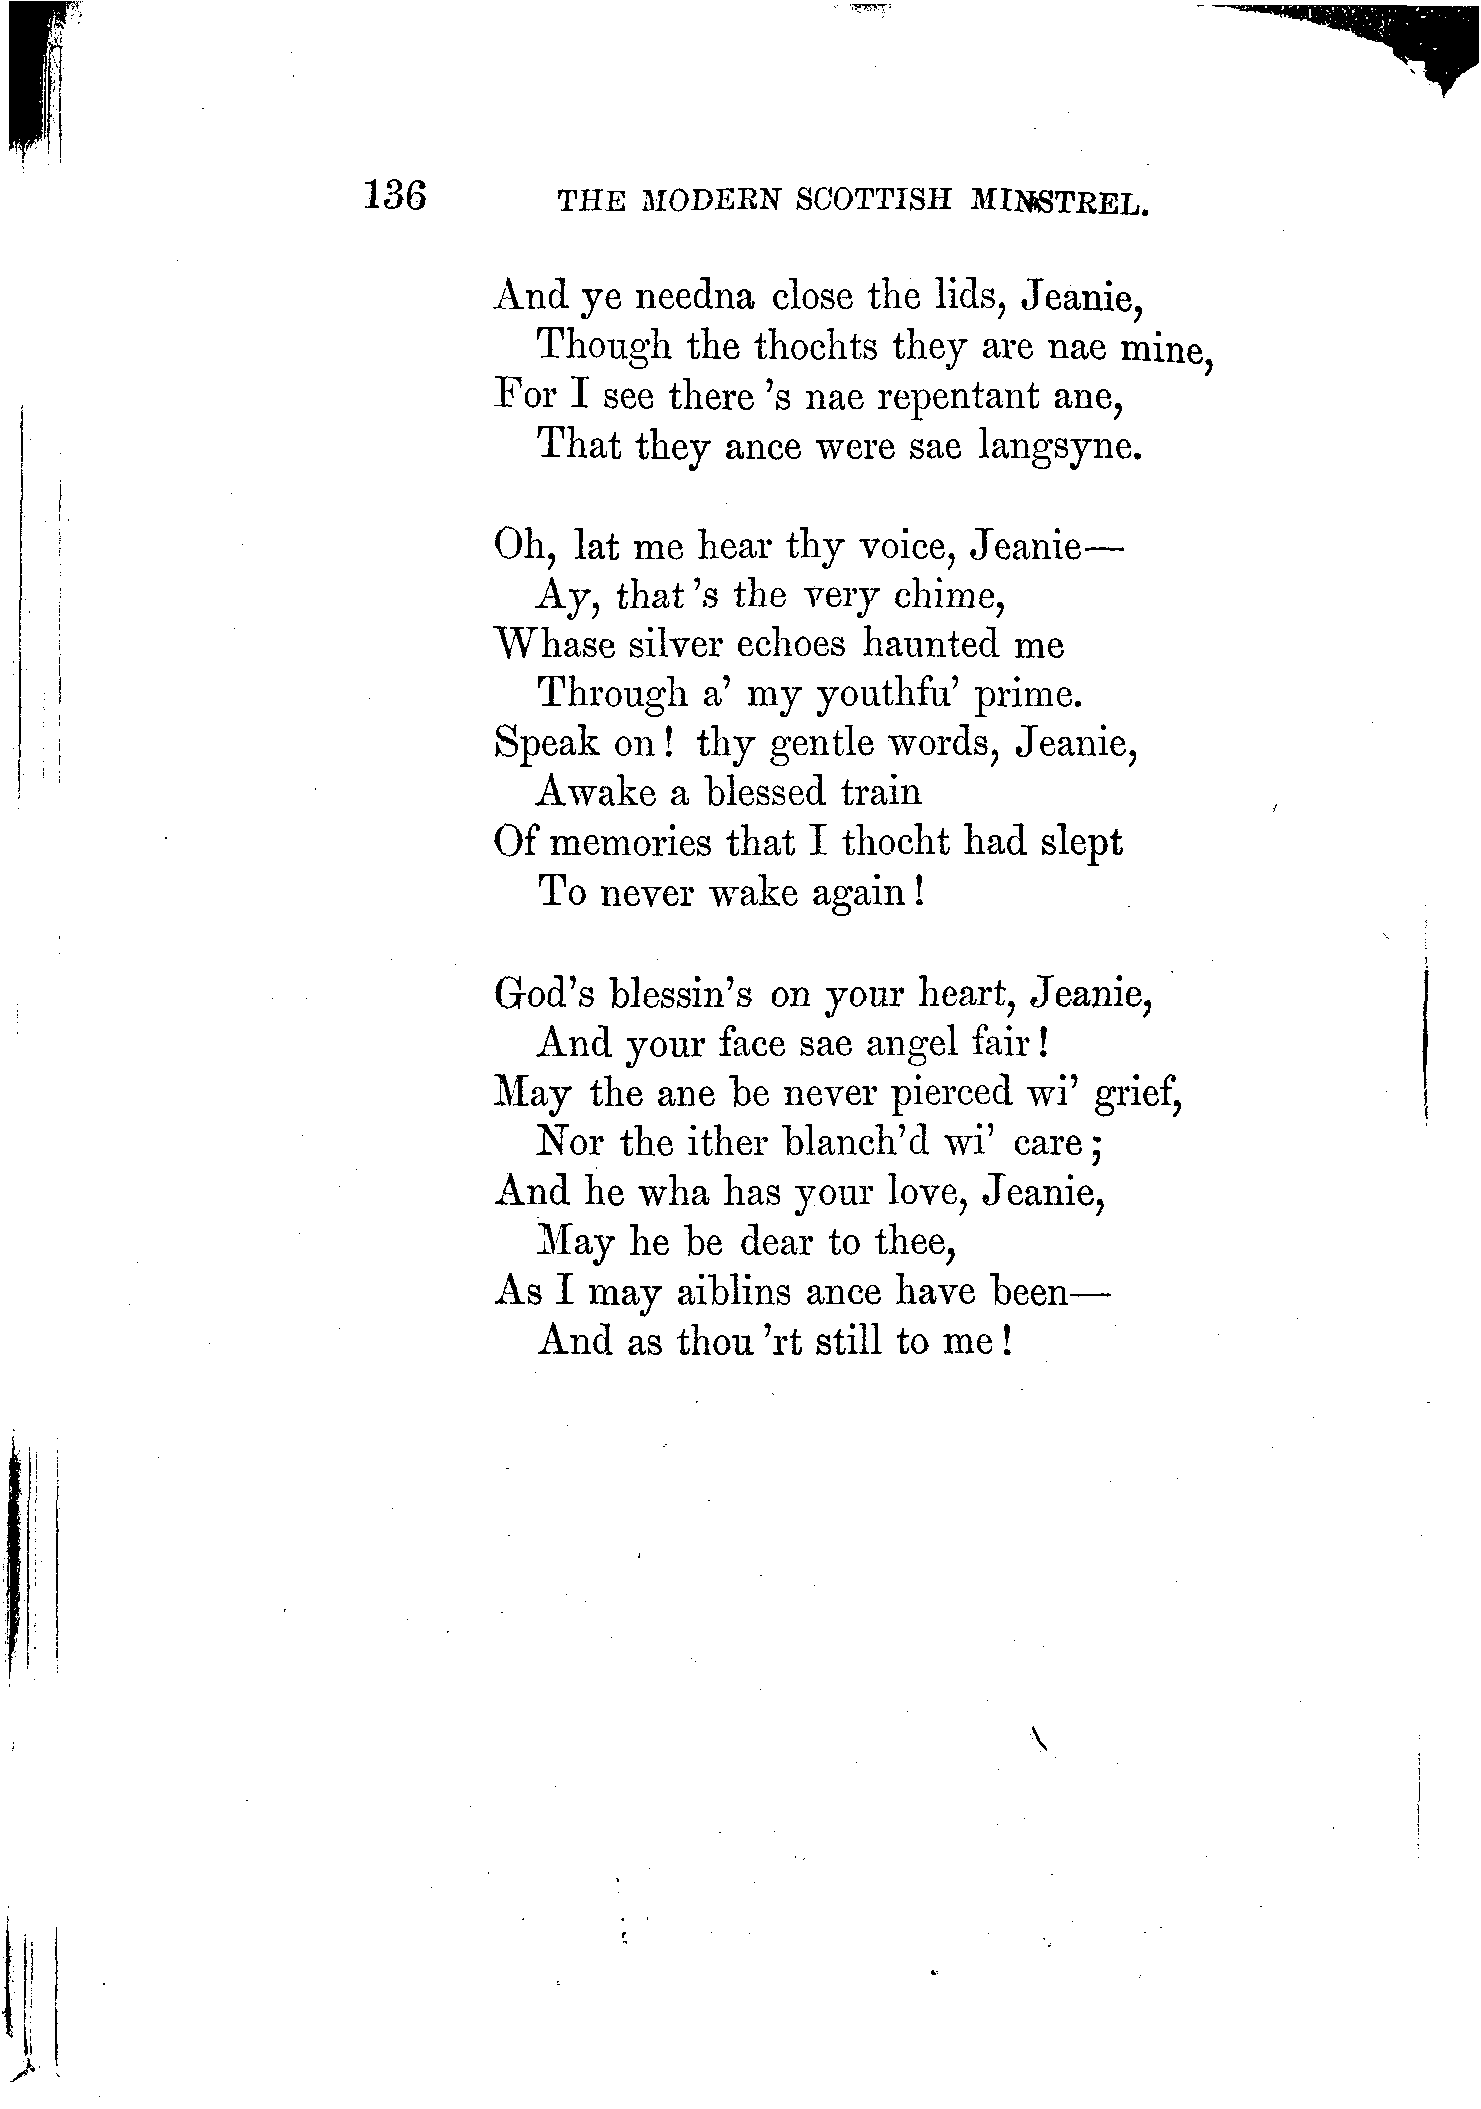 136 THE MODERN SCOTTISH MINSTREL.
And ye needna close the lids, Jeanie,
Though the thochts they are nae mine,
For I see there 's nae repentant ane,
That they ance were sae langsyne.
Oh, lat me hear thy voice, Jeanie—
Ay, that 's the very chime,
Whase silver echoes haunted me
Through a' my youthfu' prime.
Speak on! thy gentle words, Jeanie,
Awake a blessed train
Of memories that I thocht had slept
To never wake again!
God's blessin's on your heart, Jeanie,
And your face sae angel fair!
May the ane be never pierced wi' grief,
Nor the ither blanch'd wi' care;
And he wha has your love, Jeanie,
May he be dear to thee,
As I may aiblins ance have been—
And as thou 'rt still to me!